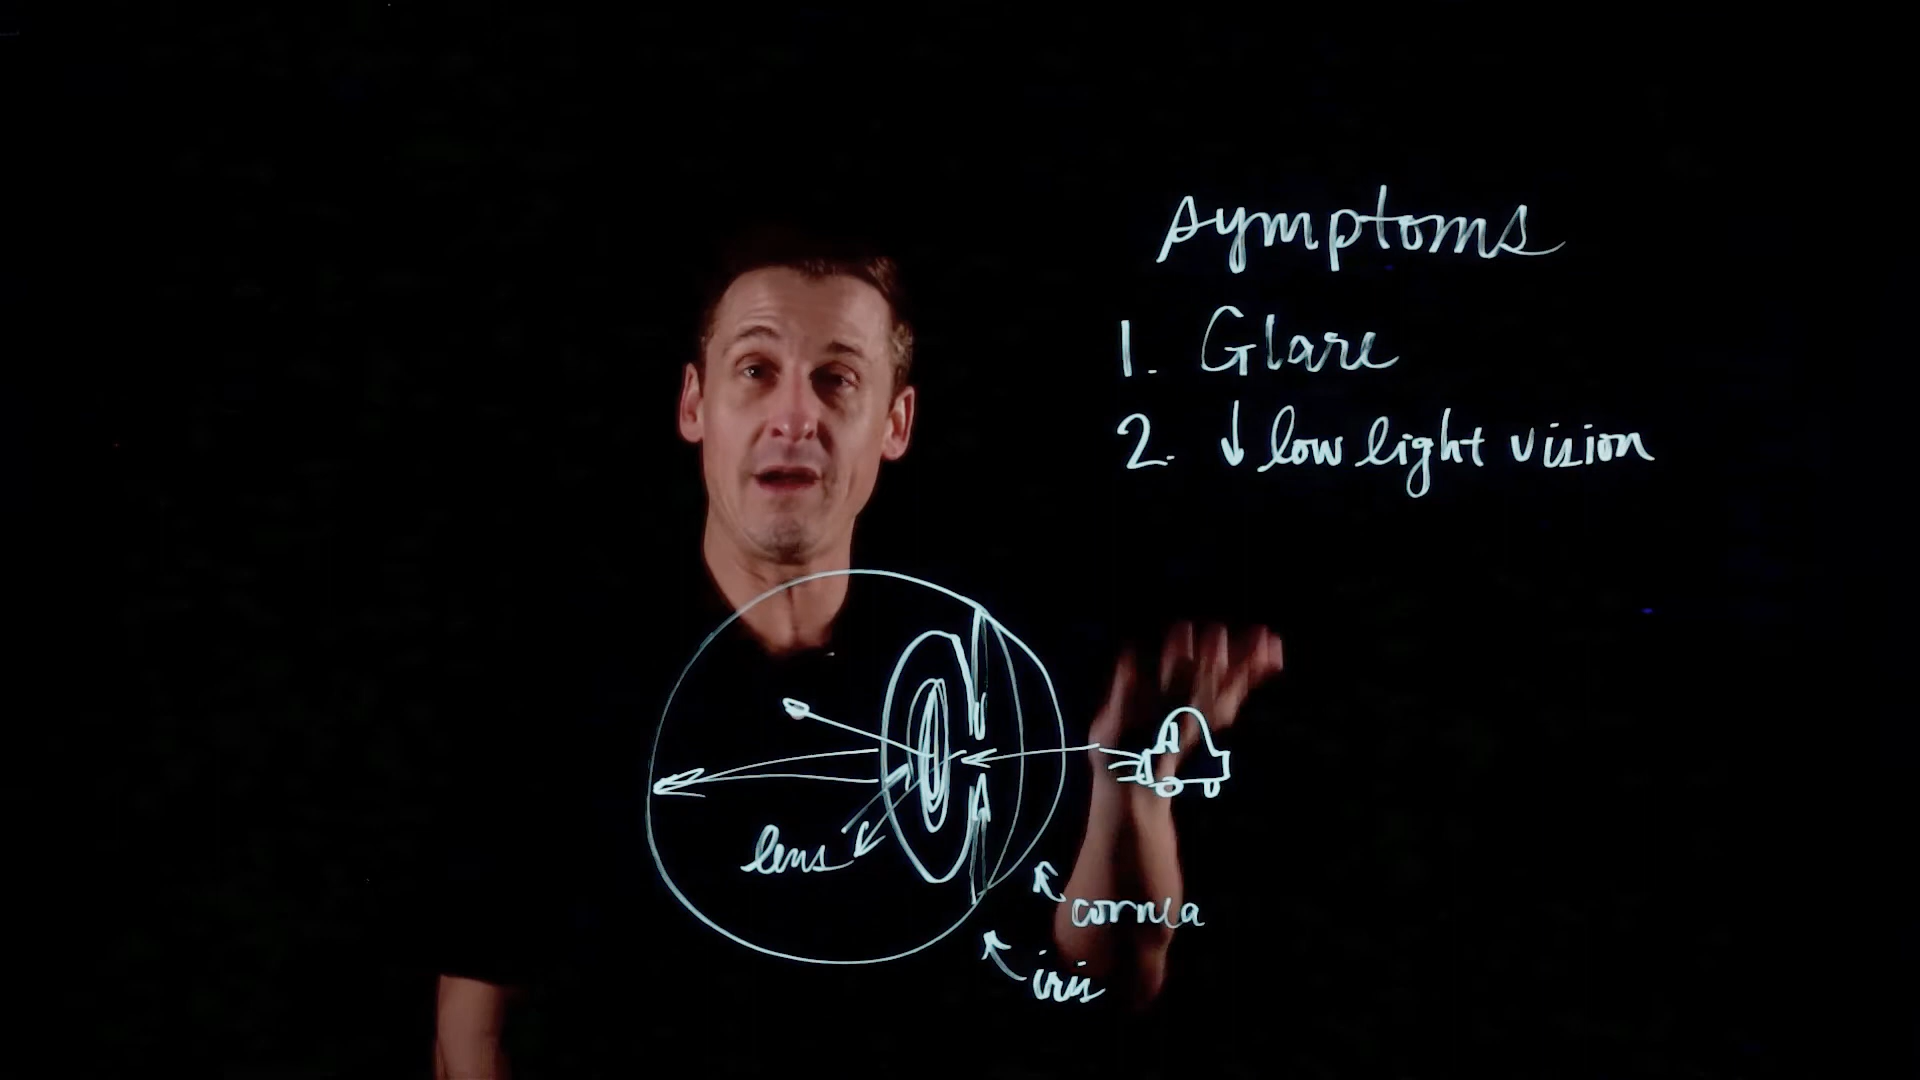 symptoms
1. Glare
2. ↓ low light vision
lens
cornea
iris